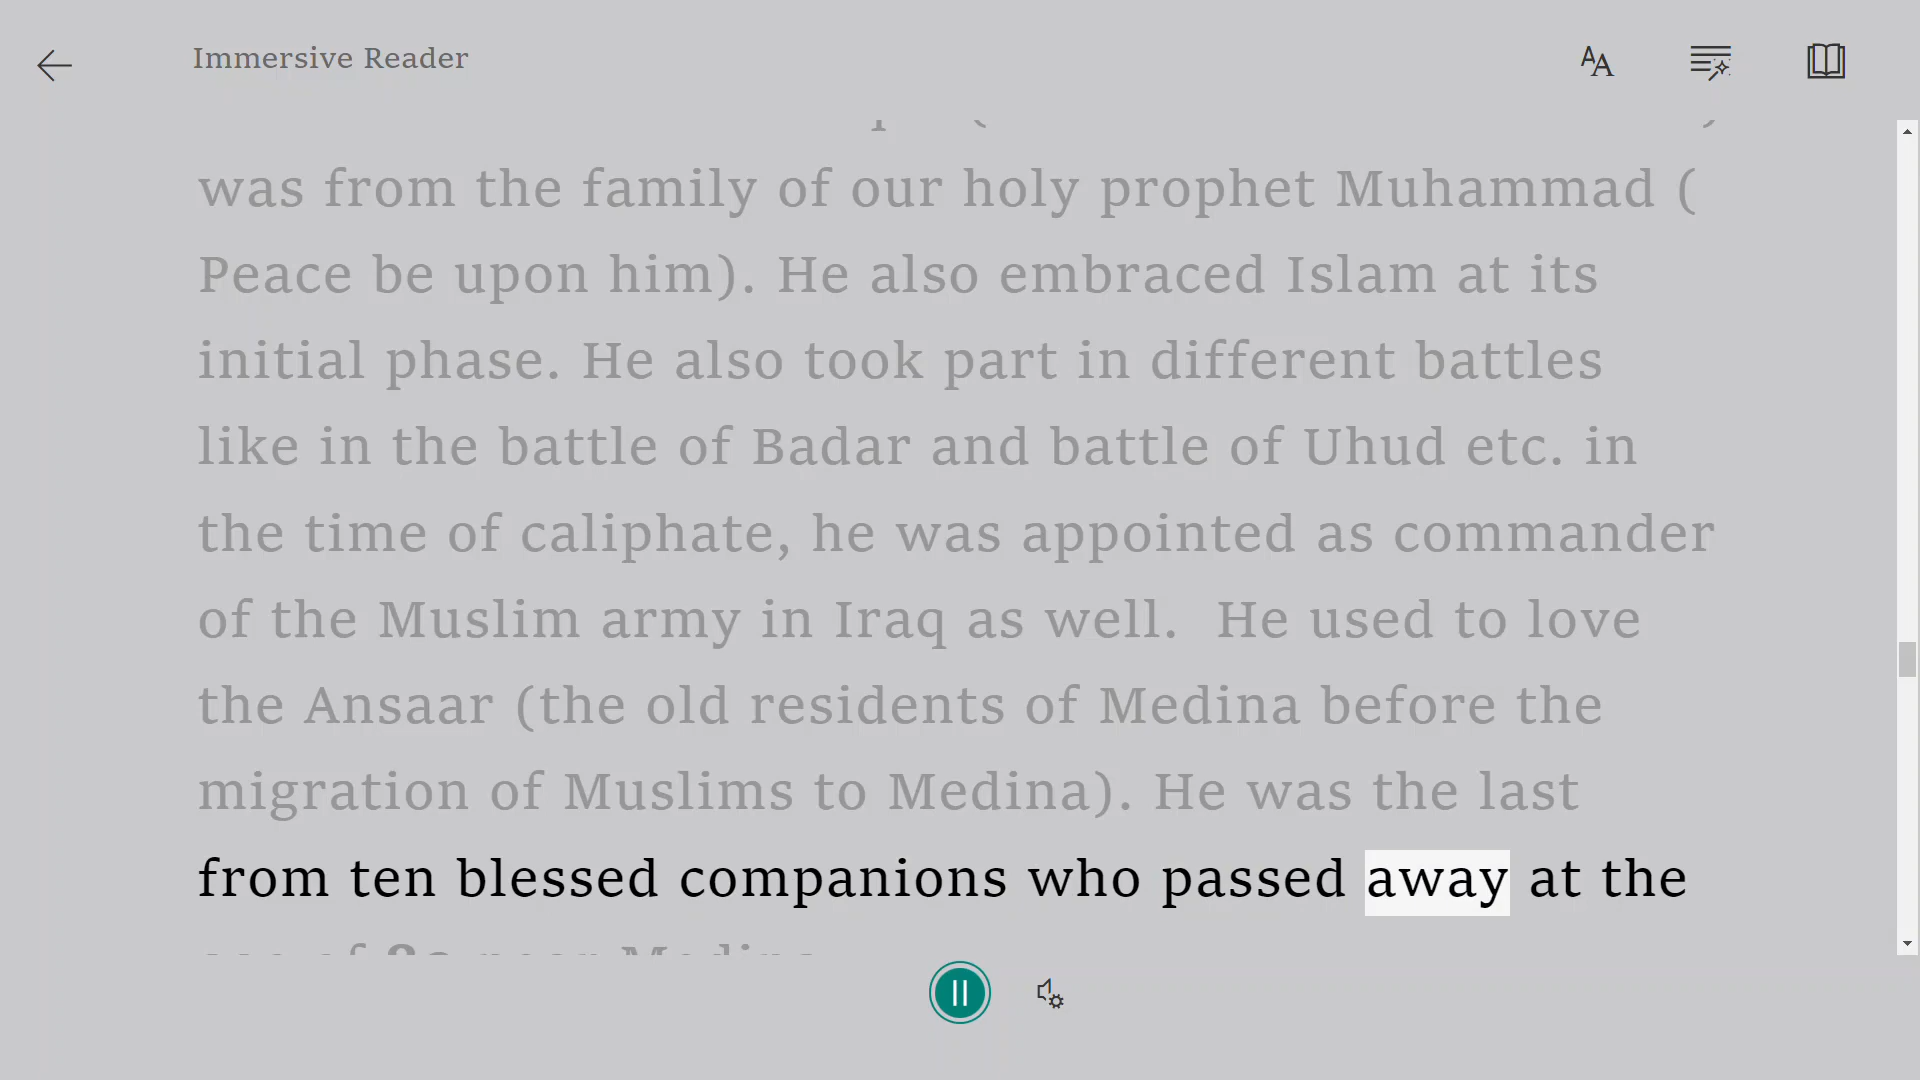 Immersive Reader
was from the family of our holy prophet Muhammad (
Peace be upon him). He also embraced Islam at its
initial phase. He also took part in different battles
like in the battle of Badar and battle of Uhud etc. in
the time of caliphate, he was appointed as commander
of the Muslim army in Iraq as well.  He used to love
the Ansaar (the old residents of Medina before the
migration of Muslims to Medina). He was the last
from ten blessed companions who passed away at the